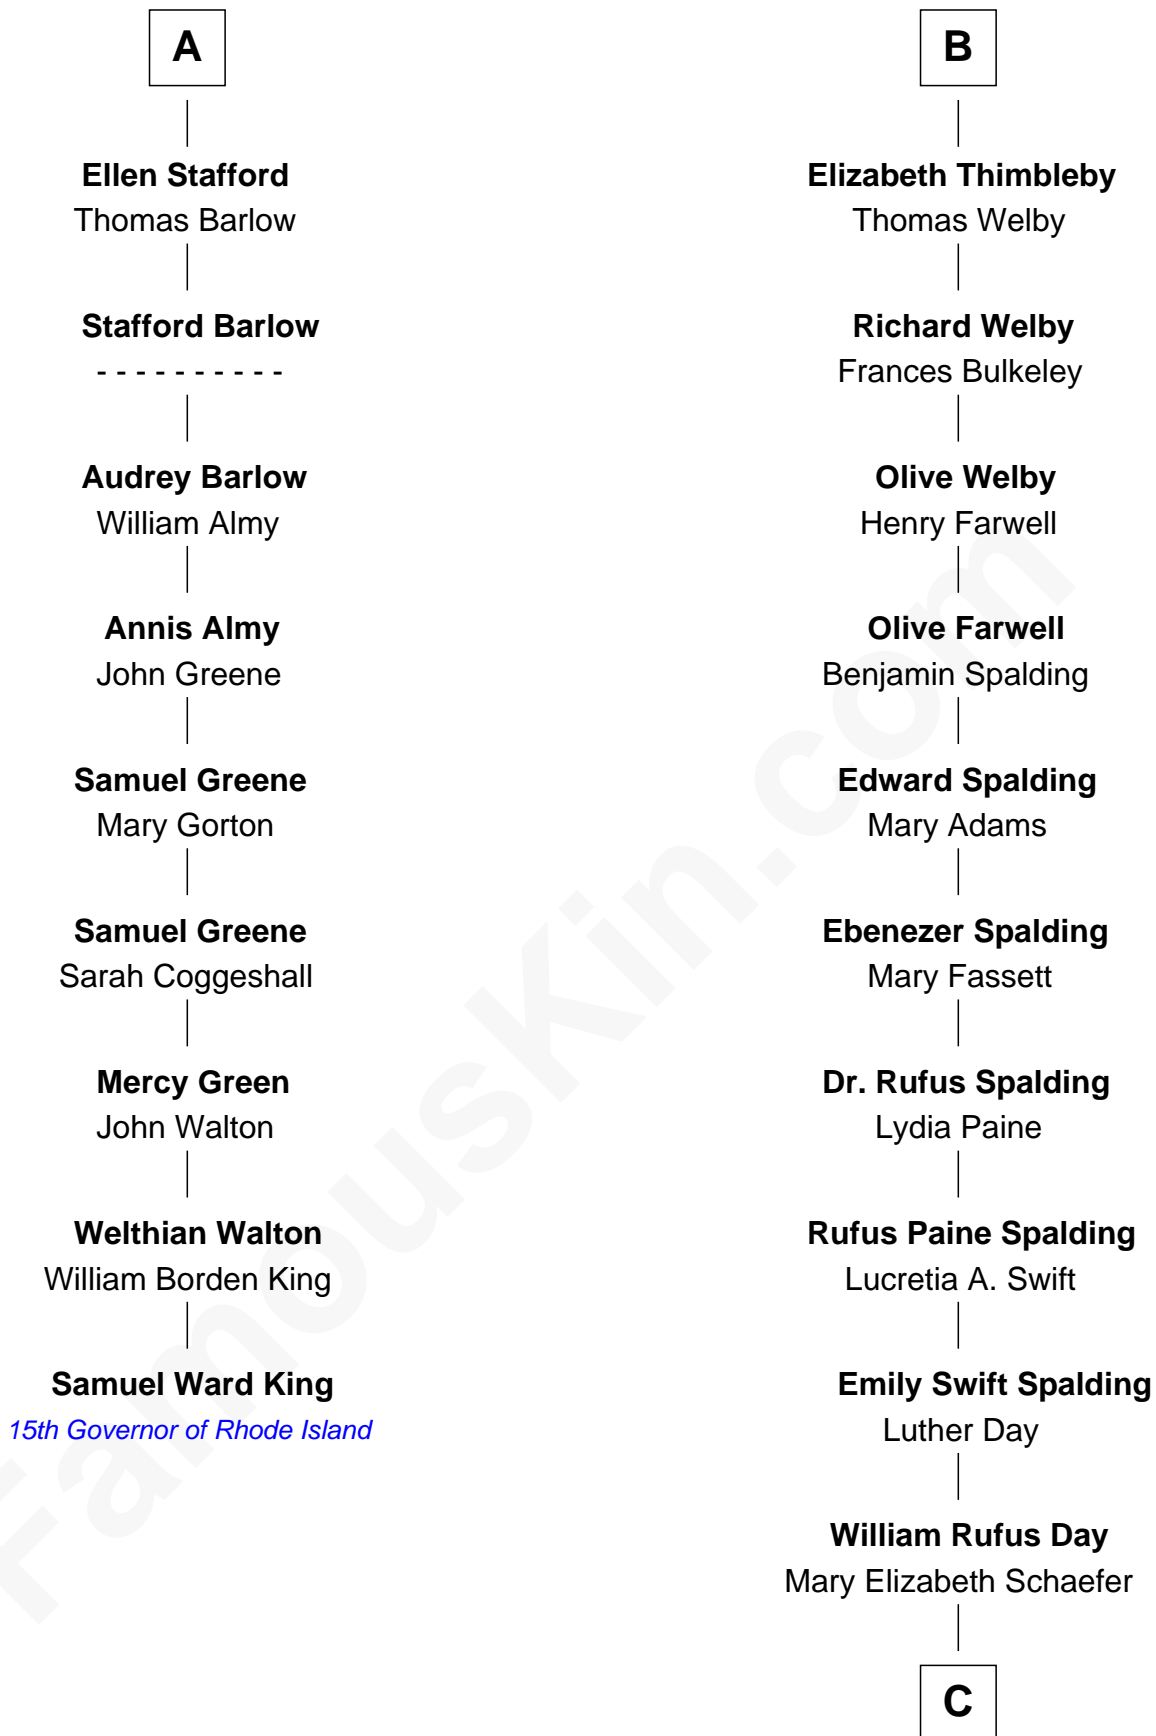 A
Ellen Stafford
Thomas Barlow
Stafford Barlow
- - - - - - - - - -
Audrey Barlow
William Almy
Annis Almy
John Greene
Samuel Greene
Mary Gorton
Samuel Greene
Sarah Coggeshall
Mercy Green
John Walton
Welthian Walton
William Borden King
Samuel Ward King
15th Governor of Rhode Island
B
Elizabeth Thimbleby
Thomas Welby
Richard Welby
Frances Bulkeley
Olive Welby
Henry Farwell
Olive Farwell
Benjamin Spalding
Edward Spalding
Mary Adams
Ebenezer Spalding
Mary Fassett
Dr. Rufus Spalding
Lydia Paine
Rufus Paine Spalding
Lucretia A. Swift
Emily Swift Spalding
Luther Day
William Rufus Day
Mary Elizabeth Schaefer
C
FamousKin.com